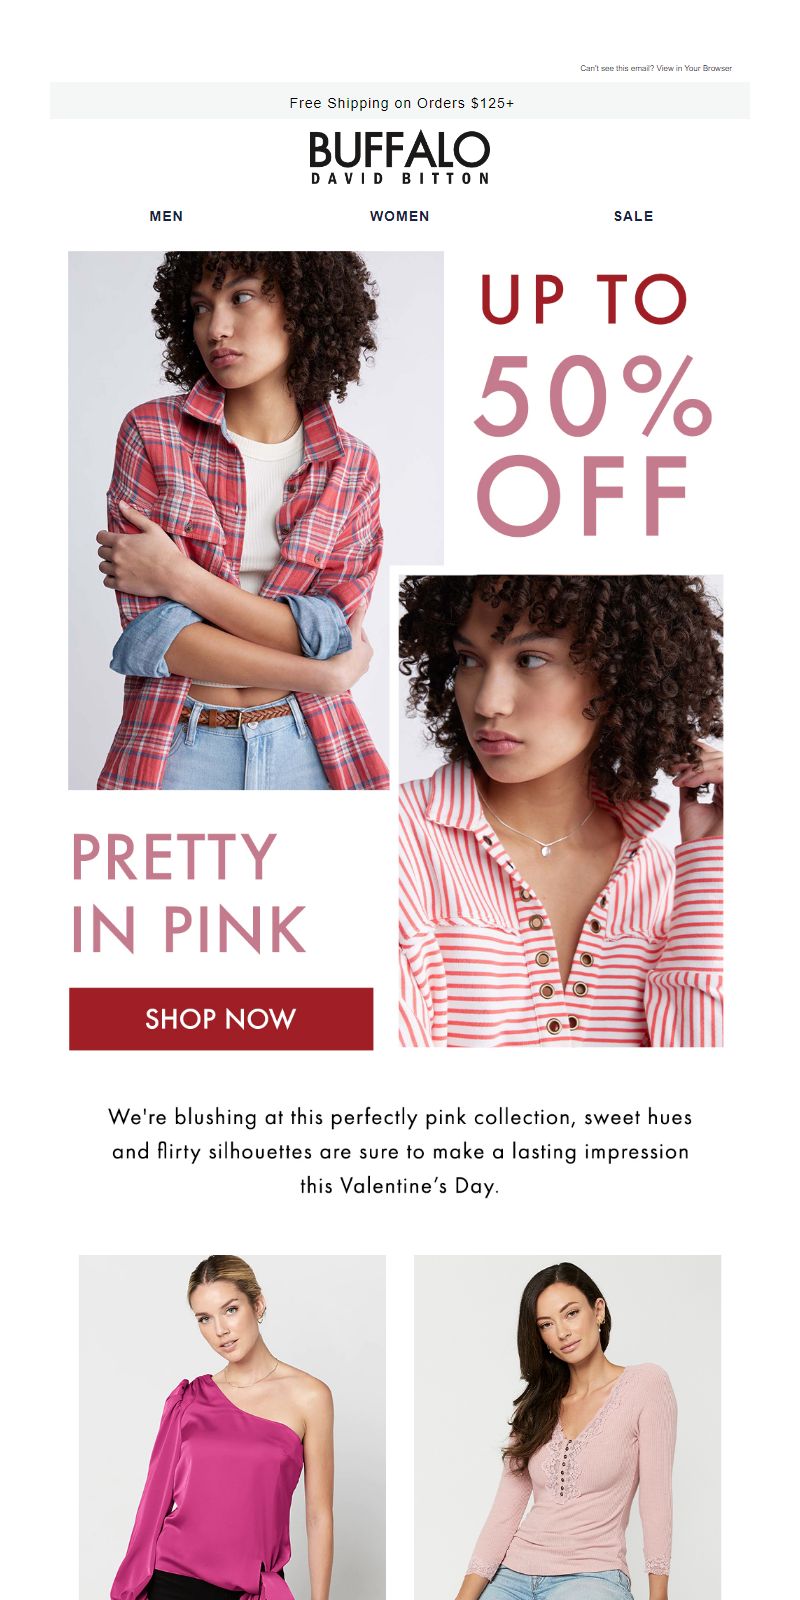 Can't see this email? View in Your Browser
Free Shipping on Orders $125+
BUFFALO
DAVID BITTON
MEN WOMEN SALE
UP TO
50%
OFF
PRETTY
IN PINK
SHOP NOW
We're blushing at this perfectly pink collection, sweet hues
and flirty silhouettes are sure to make a lasting impression
this Valentine’s Day.